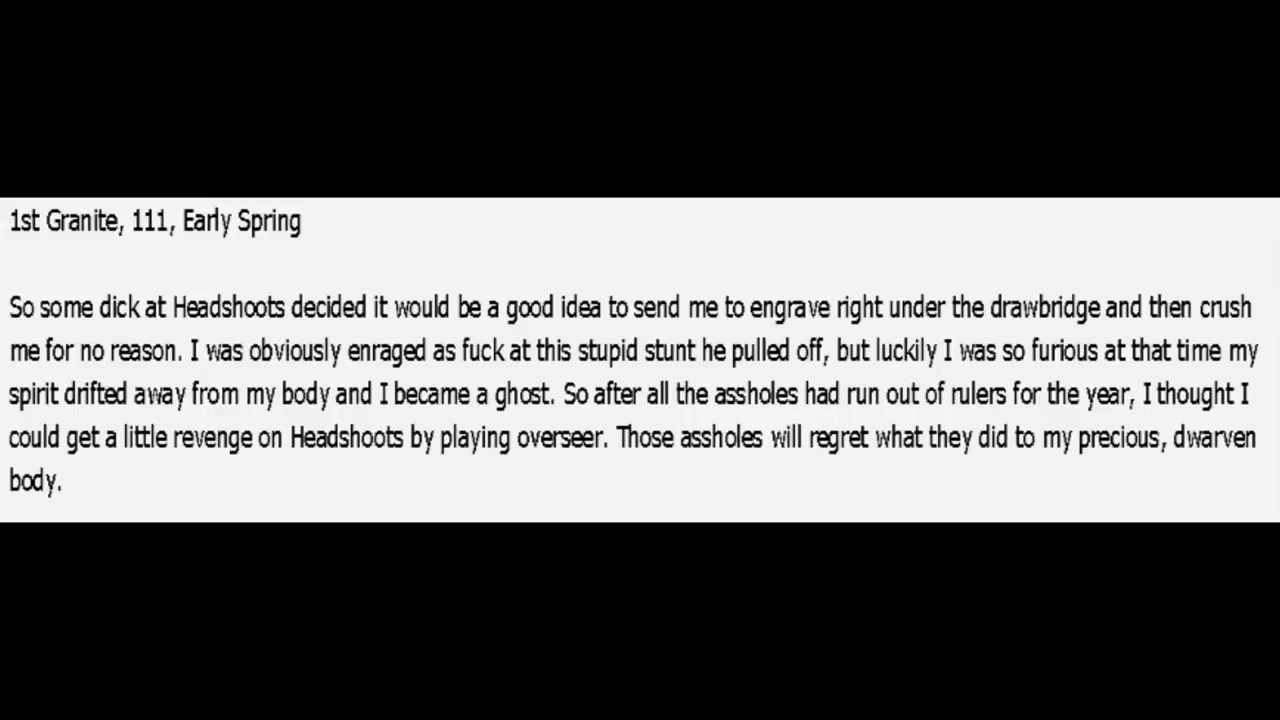 1st Granite, 111, Early Spring
So some dick at Headshoots decided it would be a good idea to send me to engrave right under the drawbridge and then crush
me for no reason. I was obviously enraged as fuck at this stupid stunt he pulled off, but luckily I was so furious at that time my
spirit drifted away from my body and I became a ghost. So after all the assholes had run out of rulers for the year, I thought I
could get a little revenge on Headshoots by playing overseer. Those assholes will regret what they did to my precious, dwarven
body.